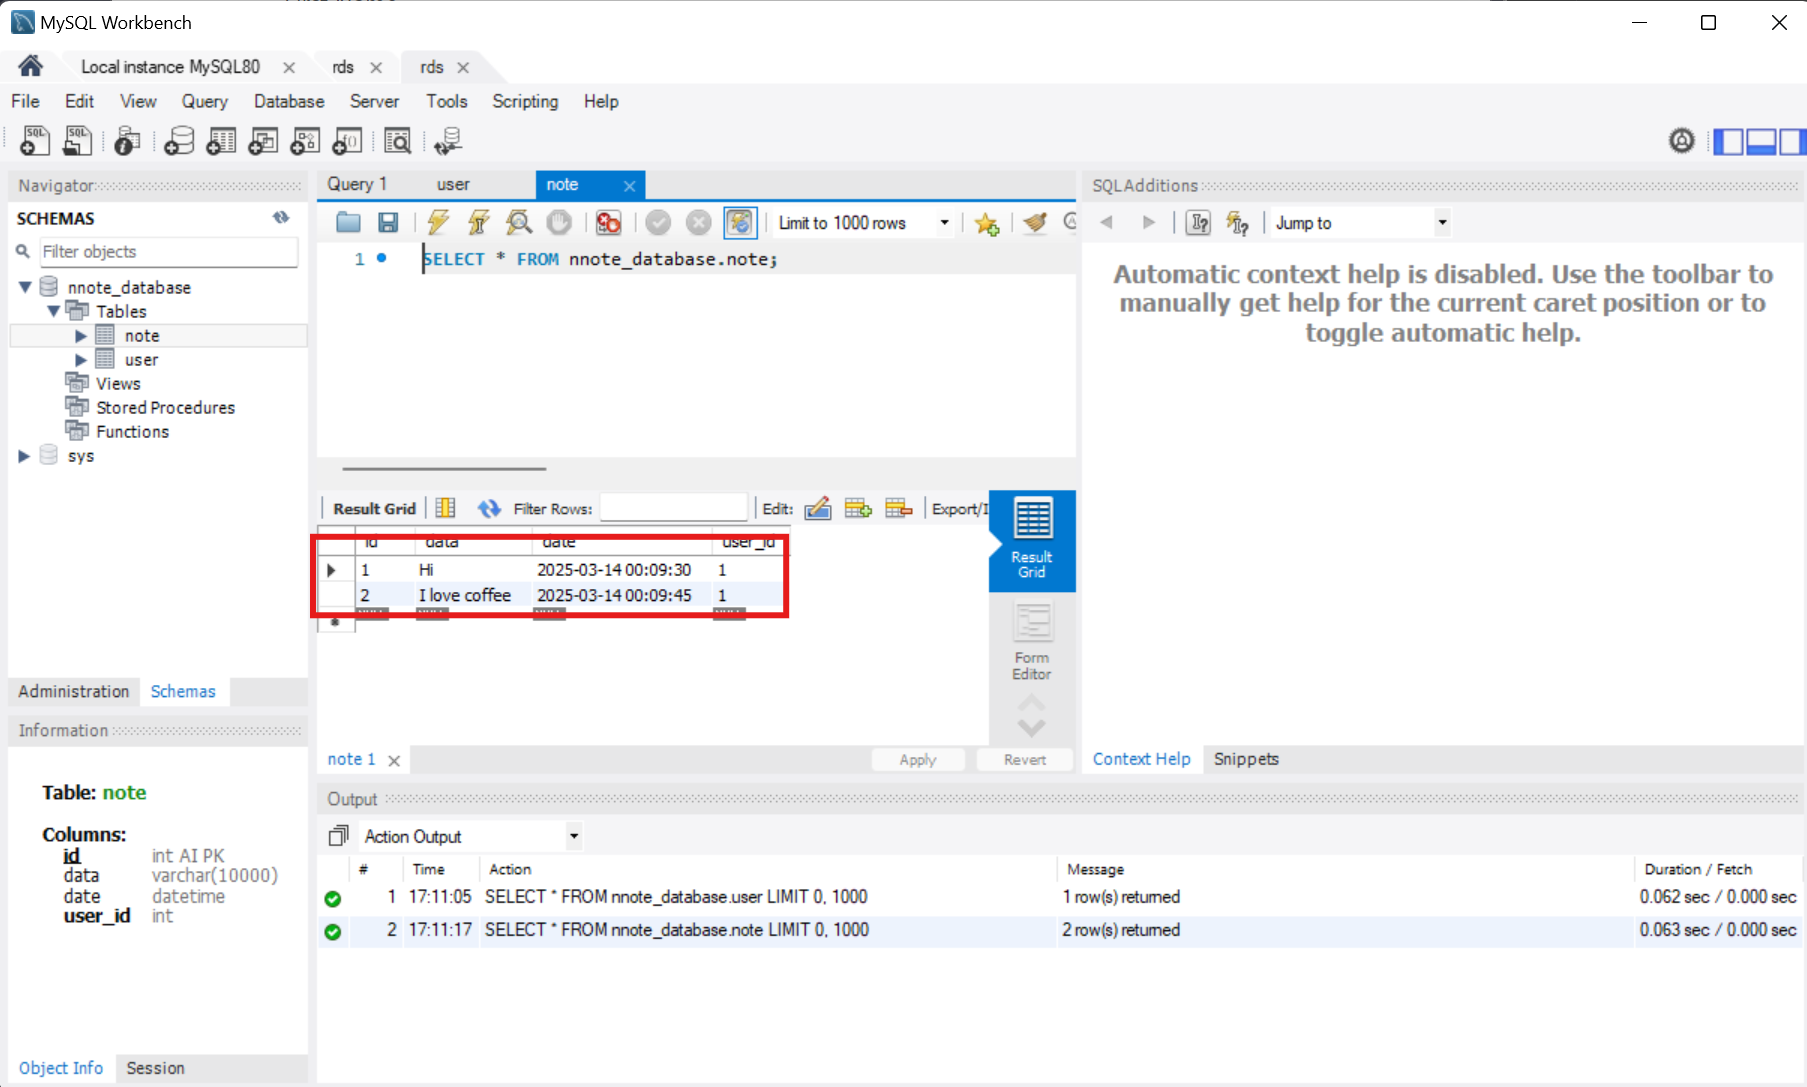 MySQL Workbench
Local instance MySQL80
rds
rds
File Edit View Query Database Server Tools Scripting Help
Navigator
SCHEMAS
Filter objects
nnote_database
Tables
note
user
Views
Stored Procedures
Functions
sys
Administration Schemas
Information
Table: note
Columns:
id int AI PK
data varchar(10000)
date datetime
user_id int
Object Info Session
Query 1 user note
Limit to 1000 rows
1 SELECT * FROM nnote_database.note;
Result Grid Filter Rows: Edit: Export/I
id data date user_id
1 Hi 2025-03-14 00:09:30 1
2 I love coffee 2025-03-14 00:09:45 1
Result
Grid
Form
Editor
note 1 Apply Revert
SQLAdditions
Jump to
Automatic context help is disabled. Use the toolbar to
manually get help for the current caret position or to
toggle automatic help.
Context Help Snippets
Output
Action Output
# Time Action Message Duration / Fetch
1 17:11:05 SELECT * FROM nnote_database.user LIMIT 0, 1000 1 row(s) returned 0.062 sec / 0.000 sec
2 17:11:17 SELECT * FROM nnote_database.note LIMIT 0, 1000 2 row(s) returned 0.063 sec / 0.000 sec